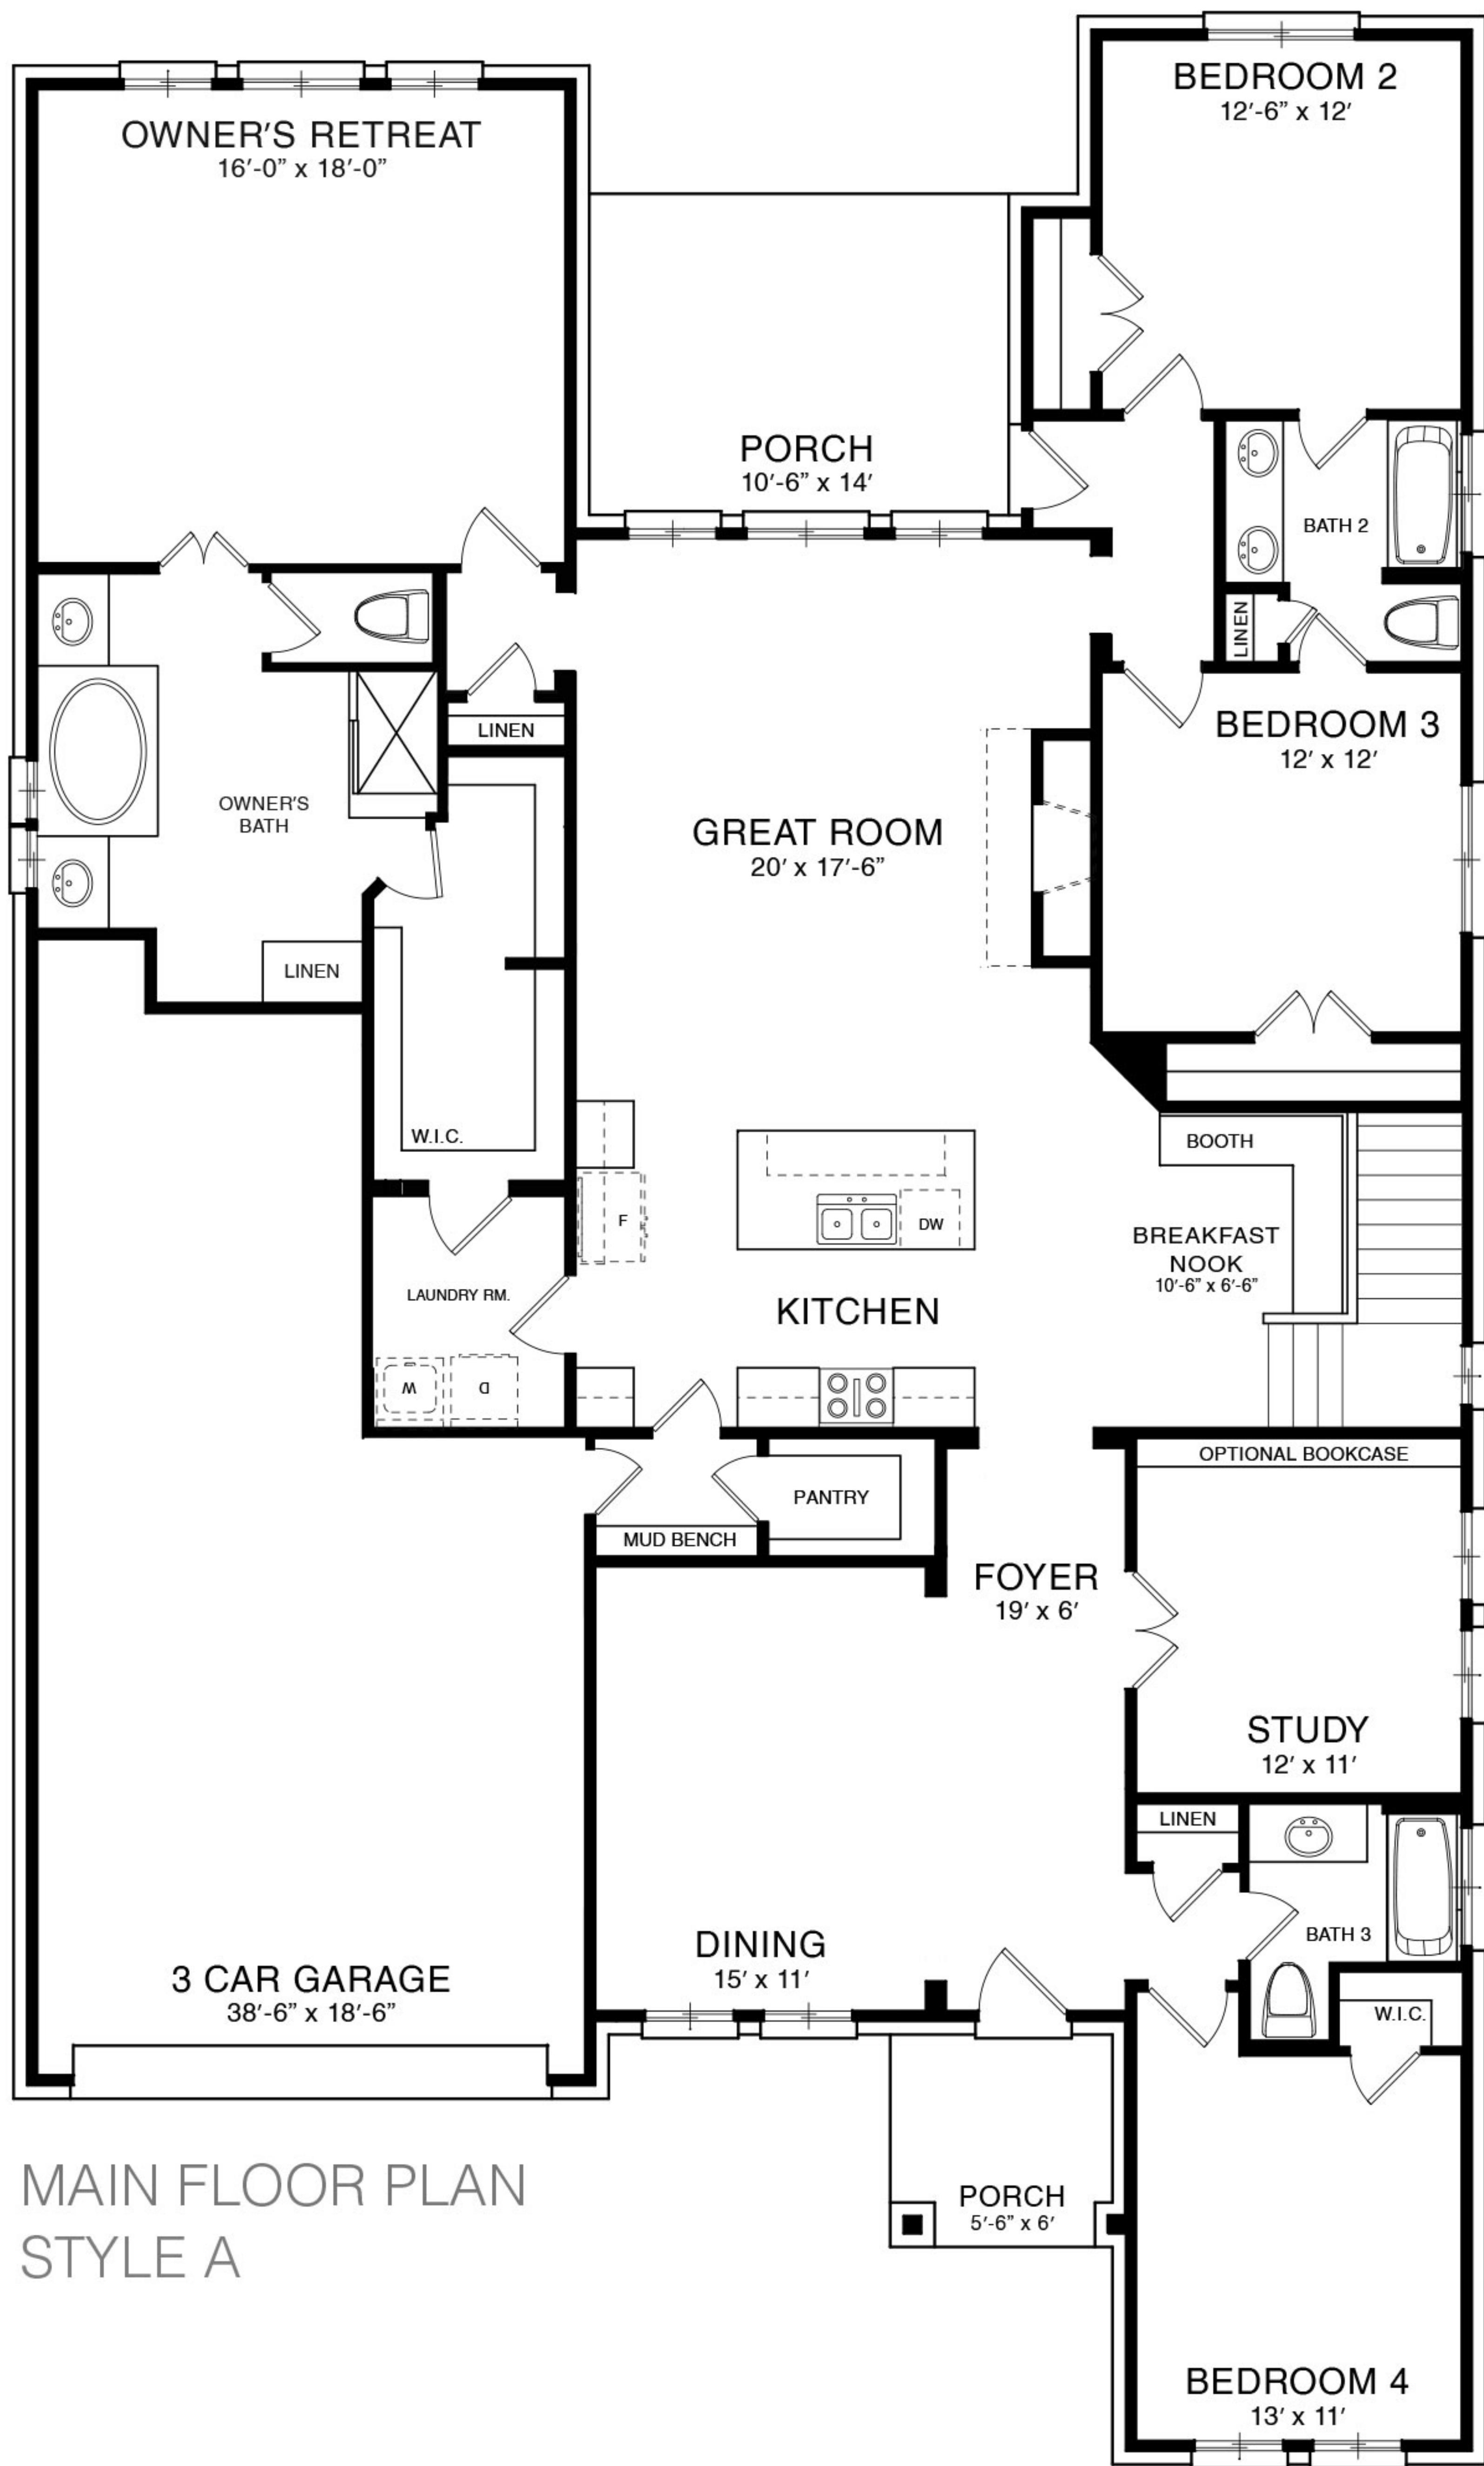 BEDROOM 2
12'-6” x 12'
OWNER'S RETREAT
16'-0” x 18'-0”
PORCH
10'-6” x 14'
BATH 2
LINEN
LINEN
BEDROOM 3
12' x 12'
OWNER'S
BATH
GREAT ROOM
20' x 17'-6”
LINEN
W.I.C.
BOOTH
F
DW
BREAKFAST
NOOK
10'-6” x 6'-6”
LAUNDRY RM.
KITCHEN
W
D
OPTIONAL BOOKCASE
PANTRY
MUD BENCH
FOYER
19' x 6'
STUDY
12' x 11'
LINEN
BATH 3
DINING
15' x 11'
3 CAR GARAGE
38'-6” x 18'-6”
W.I.C.
MAIN FLOOR PLAN
STYLE A
PORCH
5'-6” x 6'
BEDROOM 4
13' x 11'